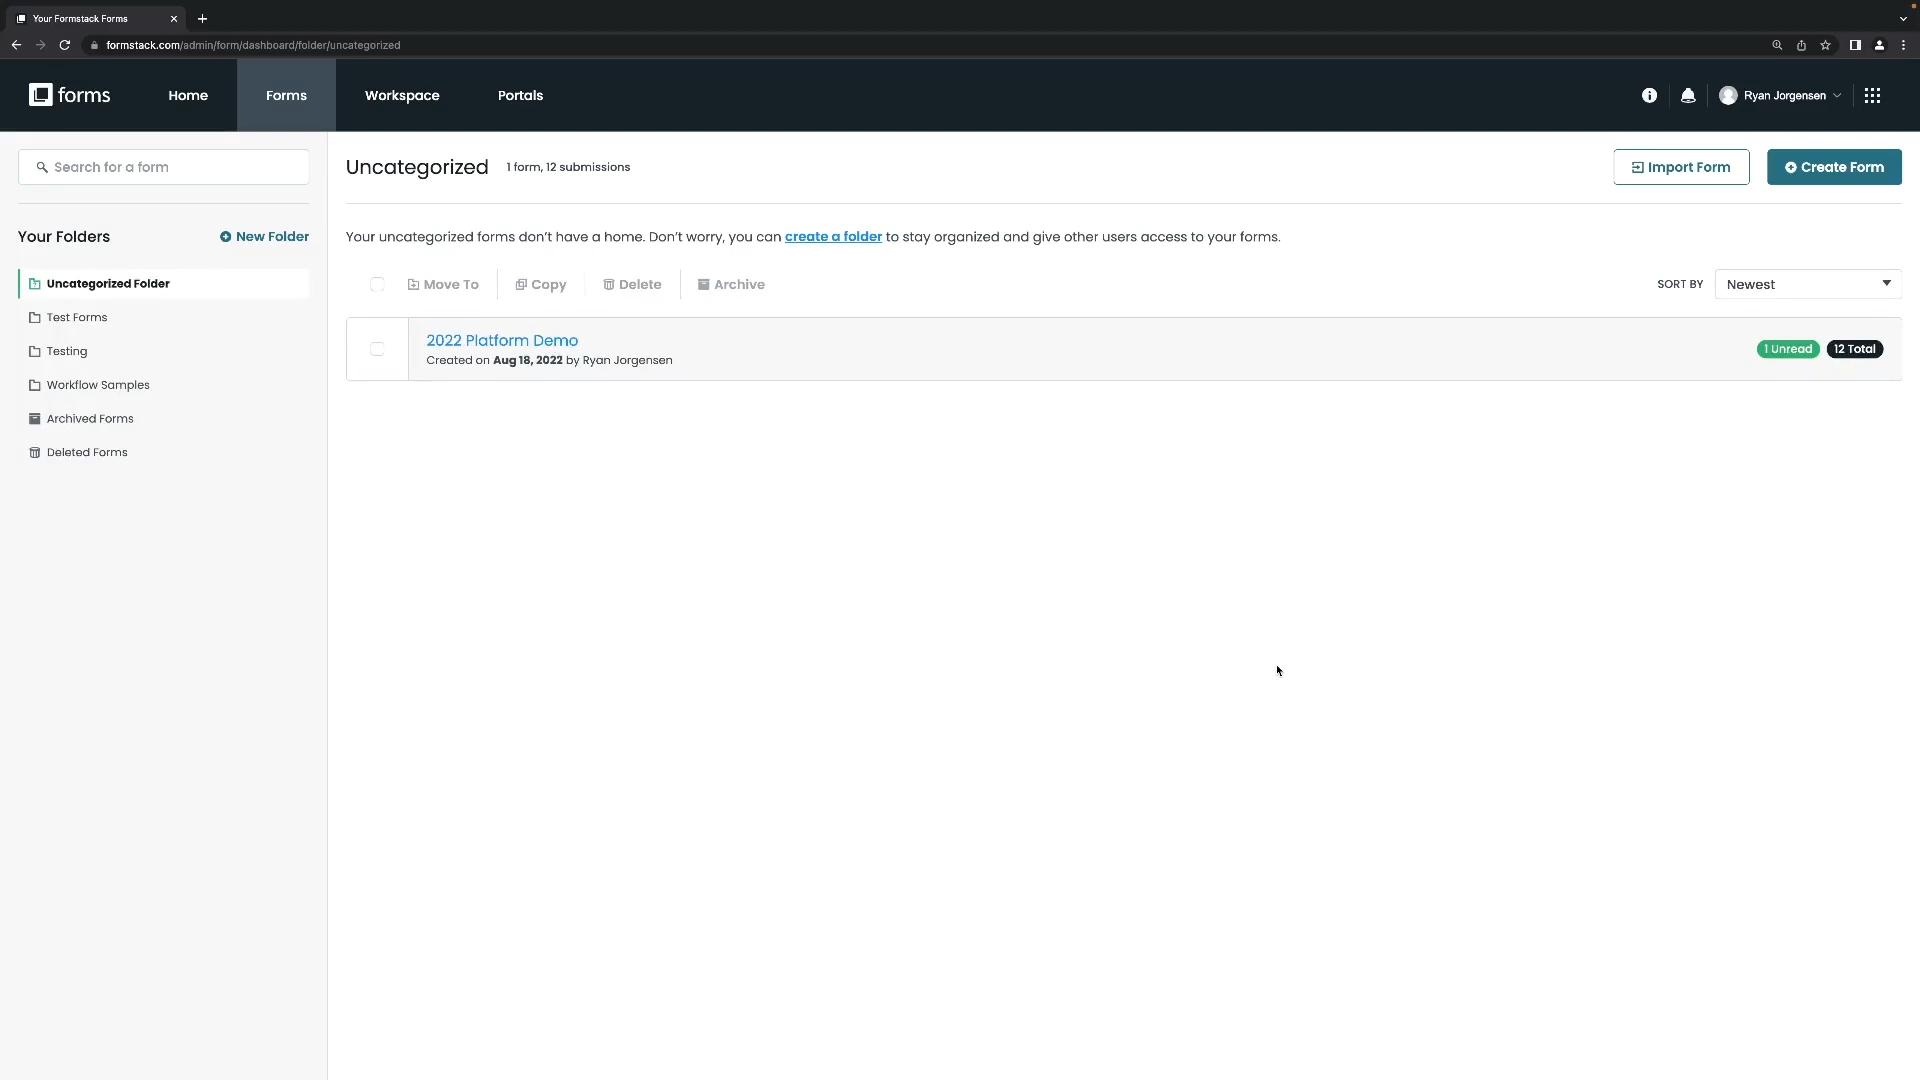 Your Formstack Forms
formstack.com/admin/form/dashboard/folder/uncategorized
forms
Home
Forms
Workspace
Portals
Ryan Jorgensen
Search for a form
Uncategorized
1 form, 12 submissions
Import Form
Create Form
Your Folders
New Folder
Your uncategorized forms don't have a home. Don't worry, you can create a folder to stay organized and give other users access to your forms.
Uncategorized Folder
Move To
Copy
Delete
Archive
SORT BY
Newest
Test Forms
Testing
Workflow Samples
Archived Forms
Deleted Forms
2022 Platform Demo
Created on Aug 18, 2022 by Ryan Jorgensen
1 Unread
12 Total